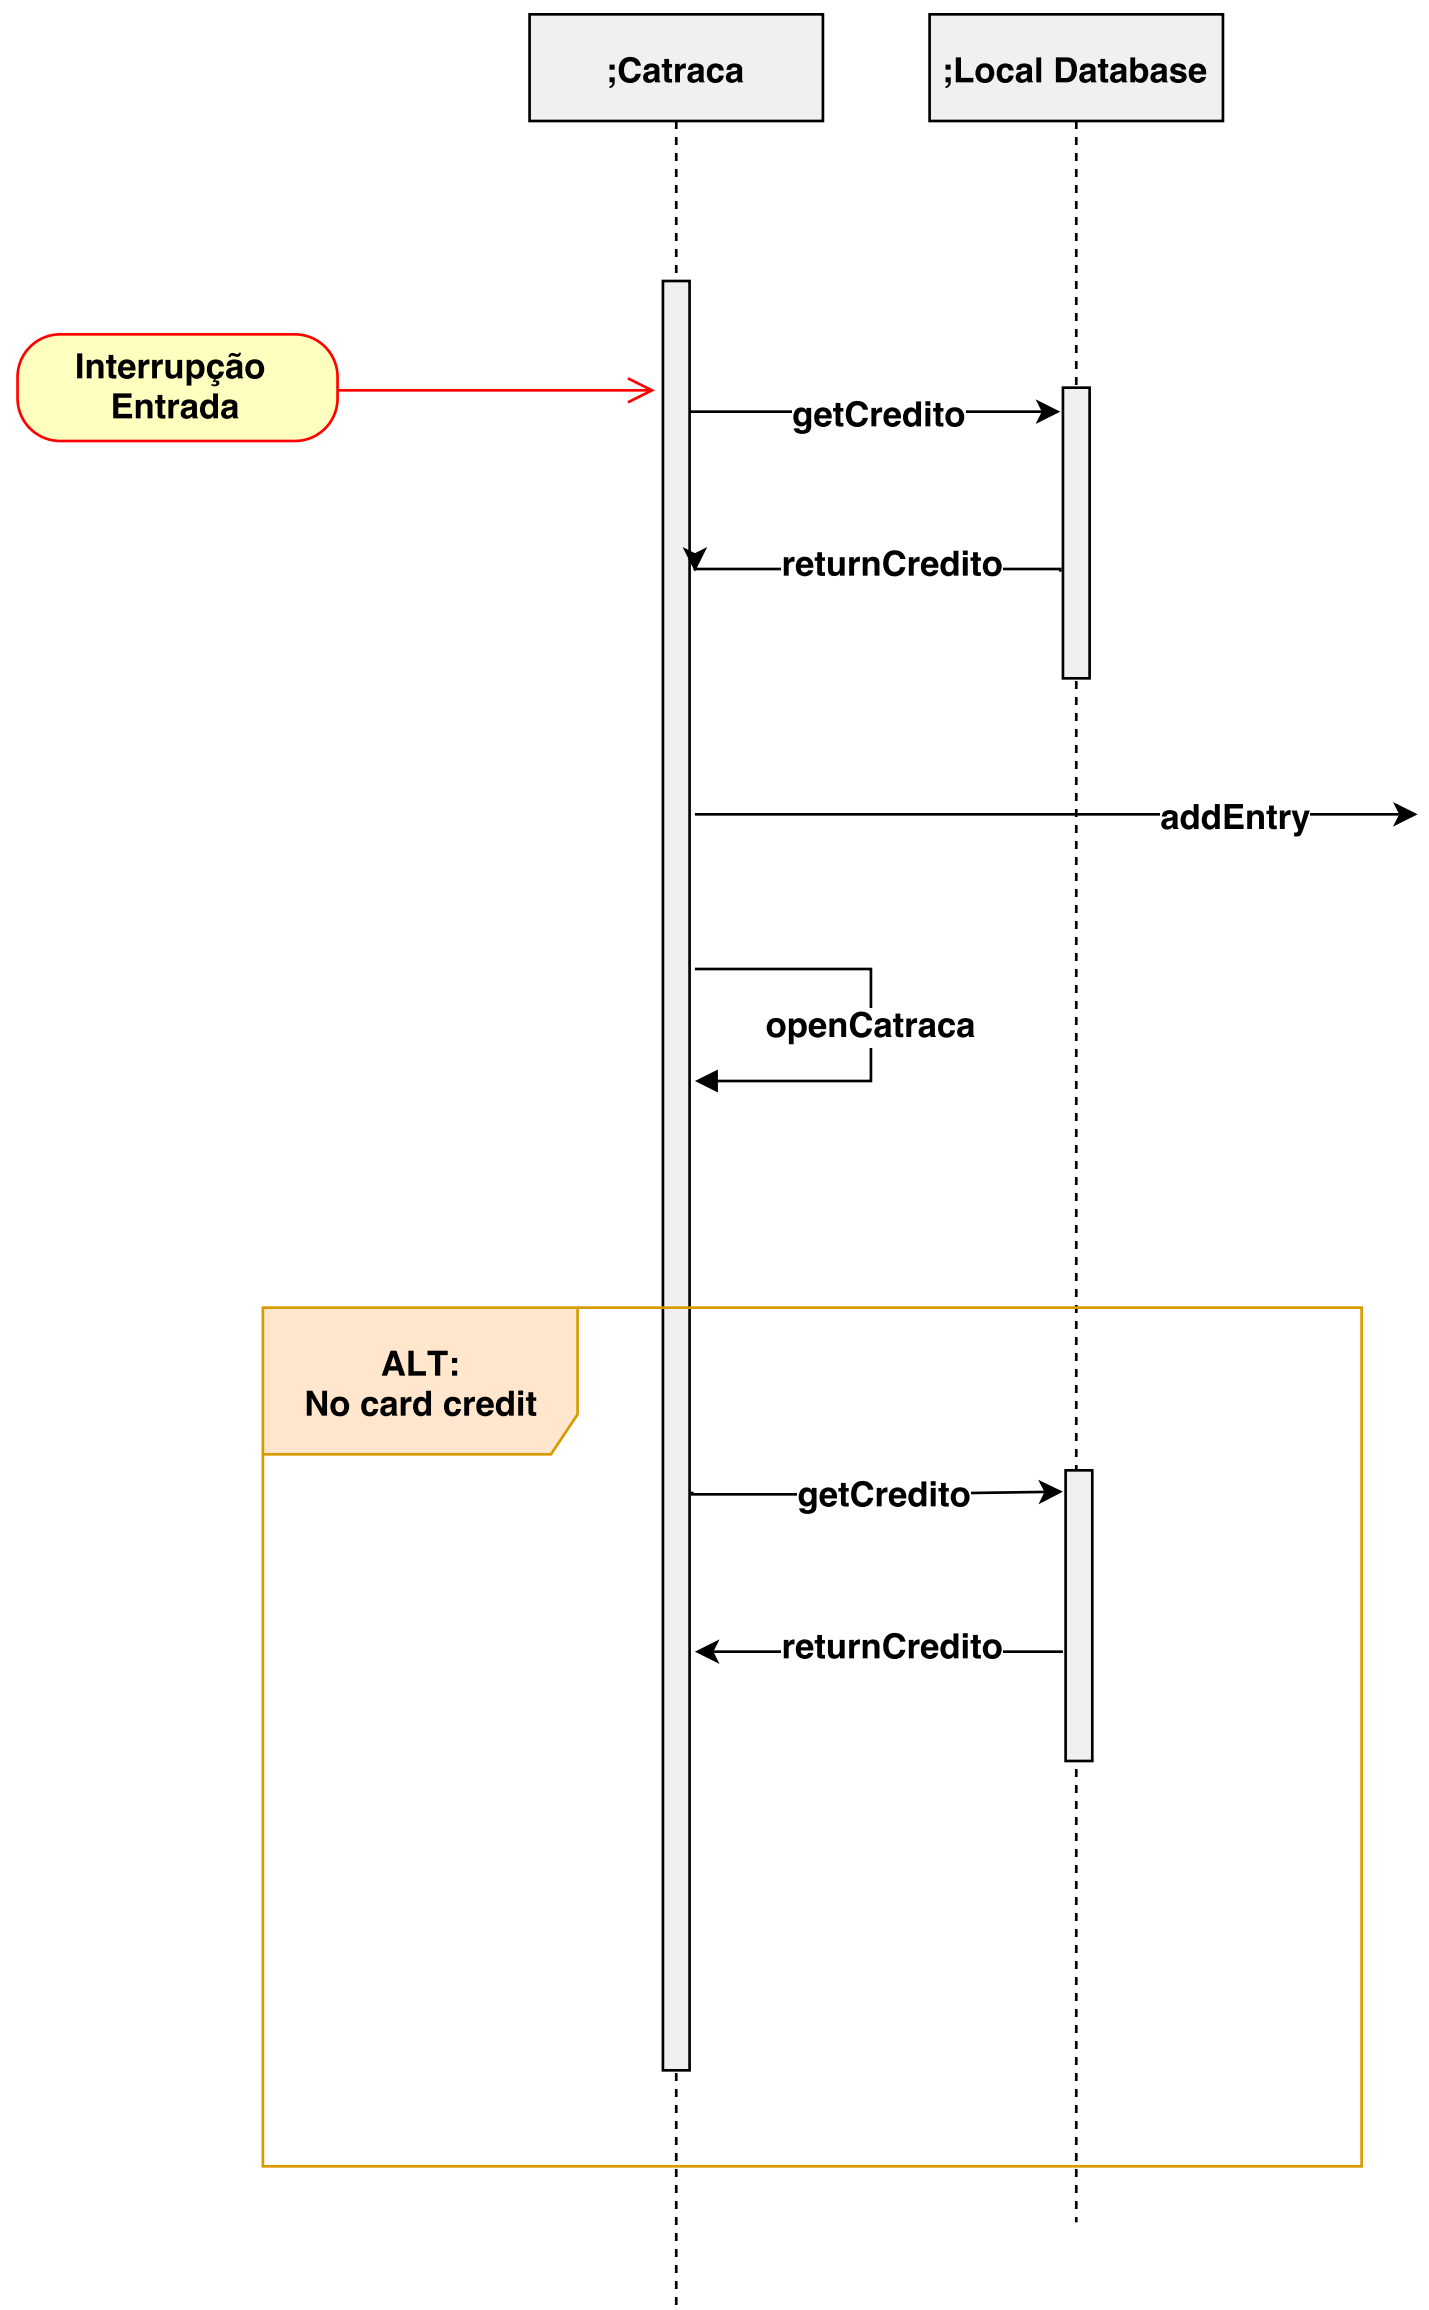 ;Catraca
;Local Database
Interrupção
Entrada
getCredito
returnCredito
addEntry
openCatraca
ALT:
No card credit
getCredito
returnCredito